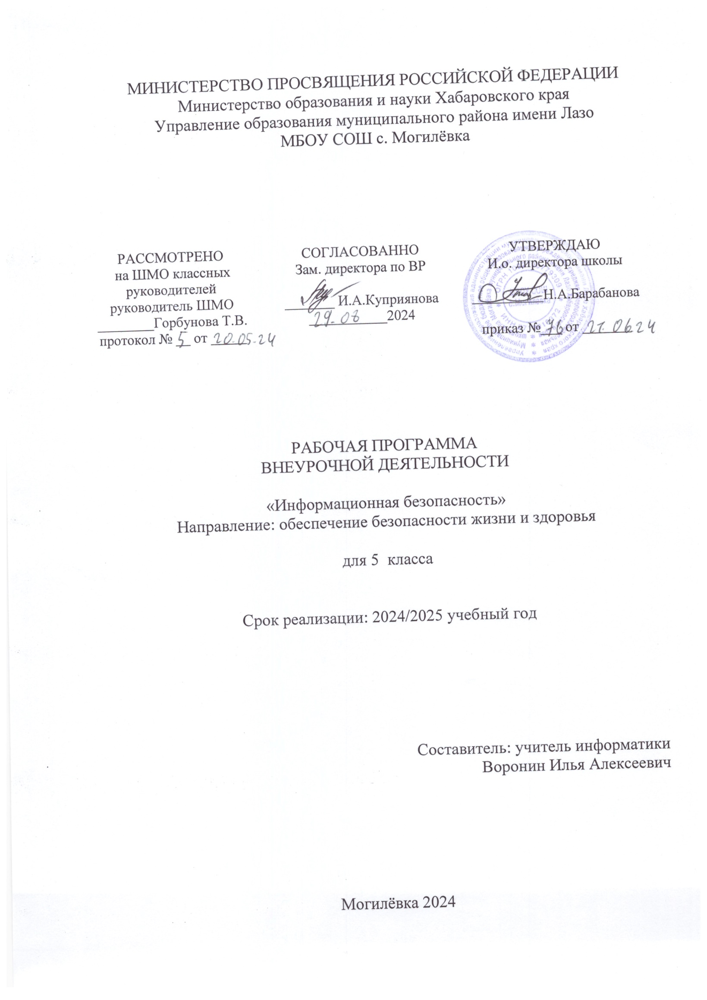 МИНИСТЕРСТВО ПРОСВЯЩЕНИЯ РОССИЙСКОЙ ФЕДЕРАЦИИ
Министерство образования и науки Хабаровского края
Управление образования муниципального района имени Лазо
МБОУ СОШ с. Могилёвка
РАССМОТРЕНО
на ШМО классных
руководителей
руководитель ШМО
Горбунова Т.В.
протокол № 5 от 20.05.24
СОГЛАСОВАННО
Зам. директора по ВР
И.А.Куприянова
29.08 2024
УТВЕРЖДАЮ
И.о. директора школы
Н.А.Барабанова
приказ № 76 от 21.06.24
РАБОЧАЯ ПРОГРАММА
ВНЕУРОЧНОЙ ДЕЯТЕЛЬНОСТИ
«Информационная безопасность»
Направление: обеспечение безопасности жизни и здоровья
для 5 класса
Срок реализации: 2024/2025 учебный год
Составитель: учитель информатики
Воронин Илья Алексеевич
Могилёвка 2024